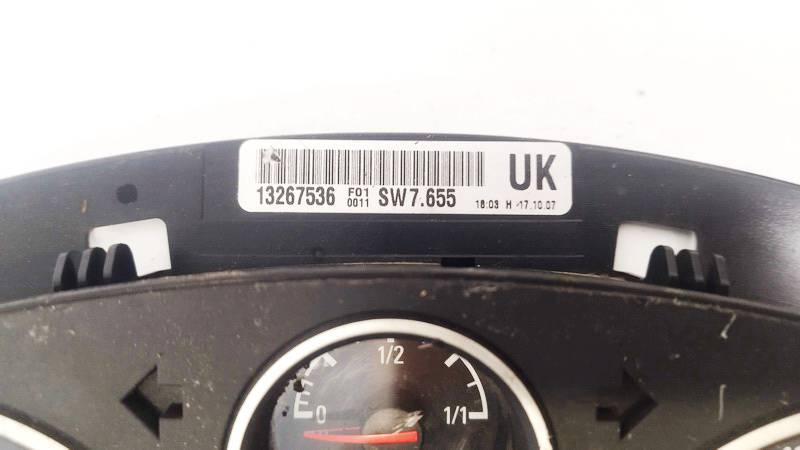 13267536 F01 0011 SW7.655 UK
18:03 H 17.10.07
1/2
0 1/1